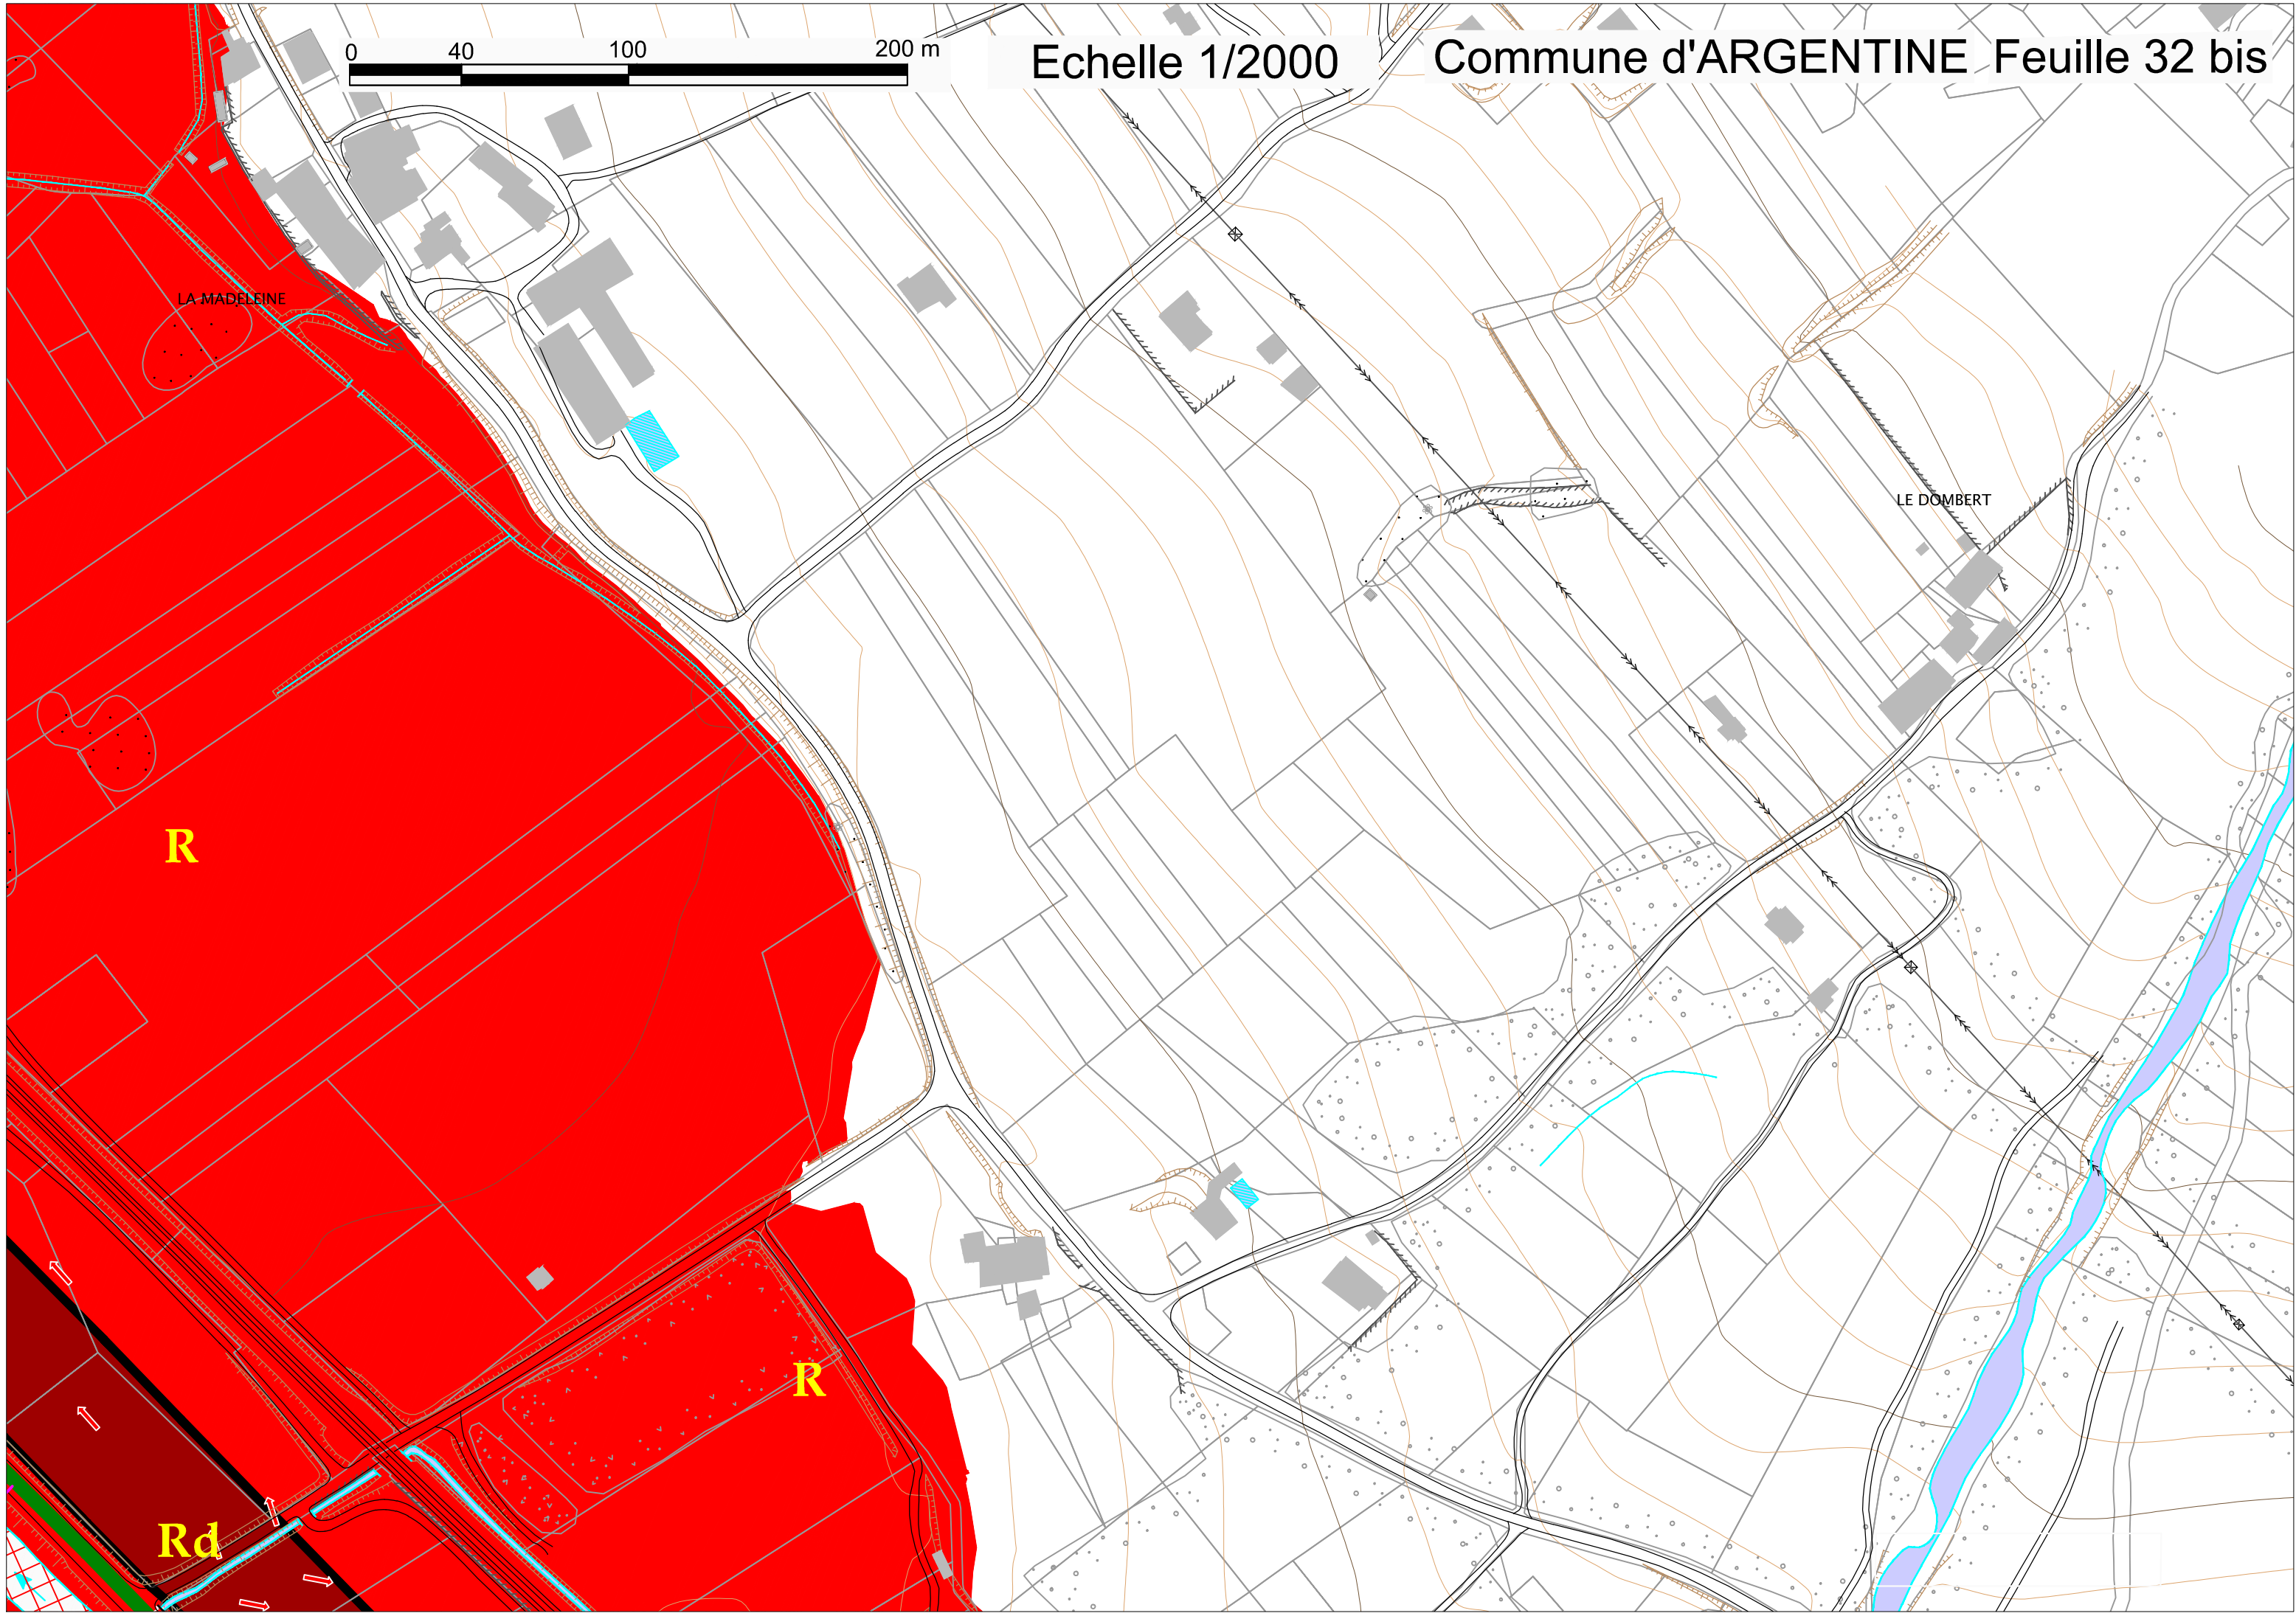 0 40 100 200 m
Echelle 1/2000
Commune d'ARGENTINE Feuille 32 bis
LA MADELEINE
LE DOMBERT
R
R
Rd